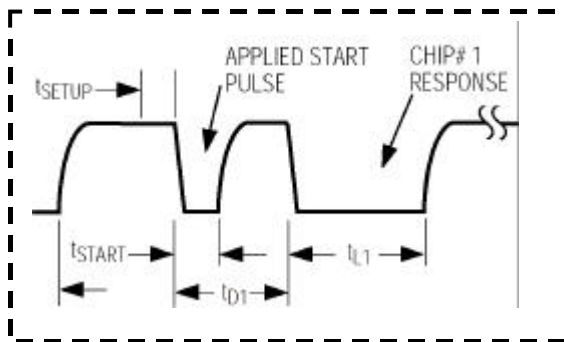 APPLIED START
PULSE
CHIP# 1
RESPONSE
tSETUP
tSTART
tD1
tL1